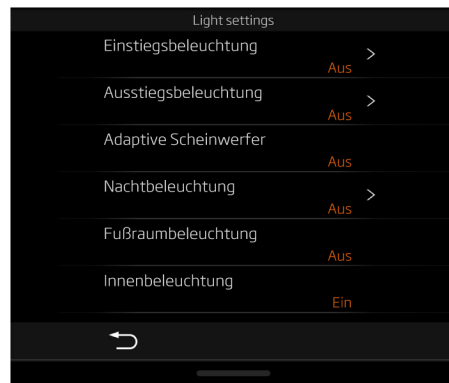 Light settings
Einstiegsbeleuchtung
Aus
Ausstiegsbeleuchtung
Aus
Adaptive Scheinwerfer
Aus
Nachtbeleuchtung
Aus
Fußraumbeleuchtung
Aus
Innenbeleuchtung
Ein